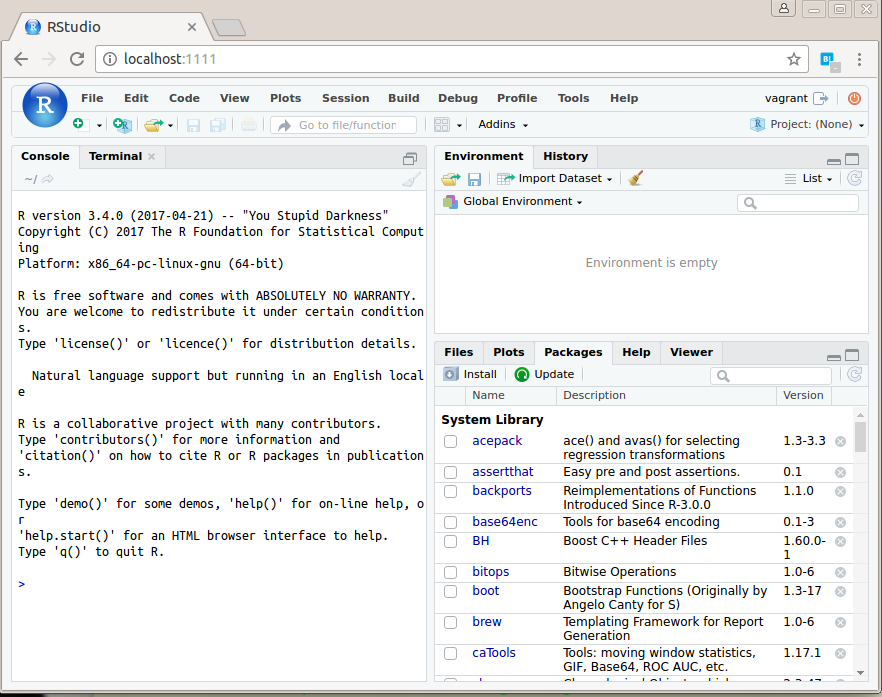 RStudio
localhost:1111
R
File Edit Code View Plots Session Build Debug Profile Tools Help
vagrant
Go to file/function
Addins
R
Project: (None)
Console Terminal
~/
R version 3.4.0 (2017-04-21) -- "You Stupid Darkness"
Copyright (C) 2017 The R Foundation for Statistical Comput
ing
Platform: x86_64-pc-linux-gnu (64-bit)
R is free software and comes with ABSOLUTELY NO WARRANTY.
You are welcome to redistribute it under certain condition
s.
Type 'license()' or 'licence()' for distribution details.
Natural language support but running in an English local
e
R is a collaborative project with many contributors.
Type 'contributors()' for more information and
'citation()' on how to cite R or R packages in publication
s.
Type 'demo()' for some demos, 'help()' for on-line help, o
r
'help.start()' for an HTML browser interface to help.
Type 'q()' to quit R.
>
Environment History
Import Dataset
List
Global Environment
Environment is empty
Files Plots Packages Help Viewer
Install Update
Name Description Version
System Library
acepack ace() and avas() for selecting 1.3-3.3
regression transformations
assertthat Easy pre and post assertions. 0.1
backports Reimplementations of Functions 1.1.0
Introduced Since R-3.0.0
base64enc Tools for base64 encoding 0.1-3
BH Boost C++ Header Files 1.60.0-
1
bitops Bitwise Operations 1.0-6
boot Bootstrap Functions (Originally by 1.3-17
Angelo Canty for S)
brew Templating Framework for Report 1.0-6
Generation
caTools Tools: moving window statistics, 1.17.1
GIF, Base64, ROC AUC, etc.